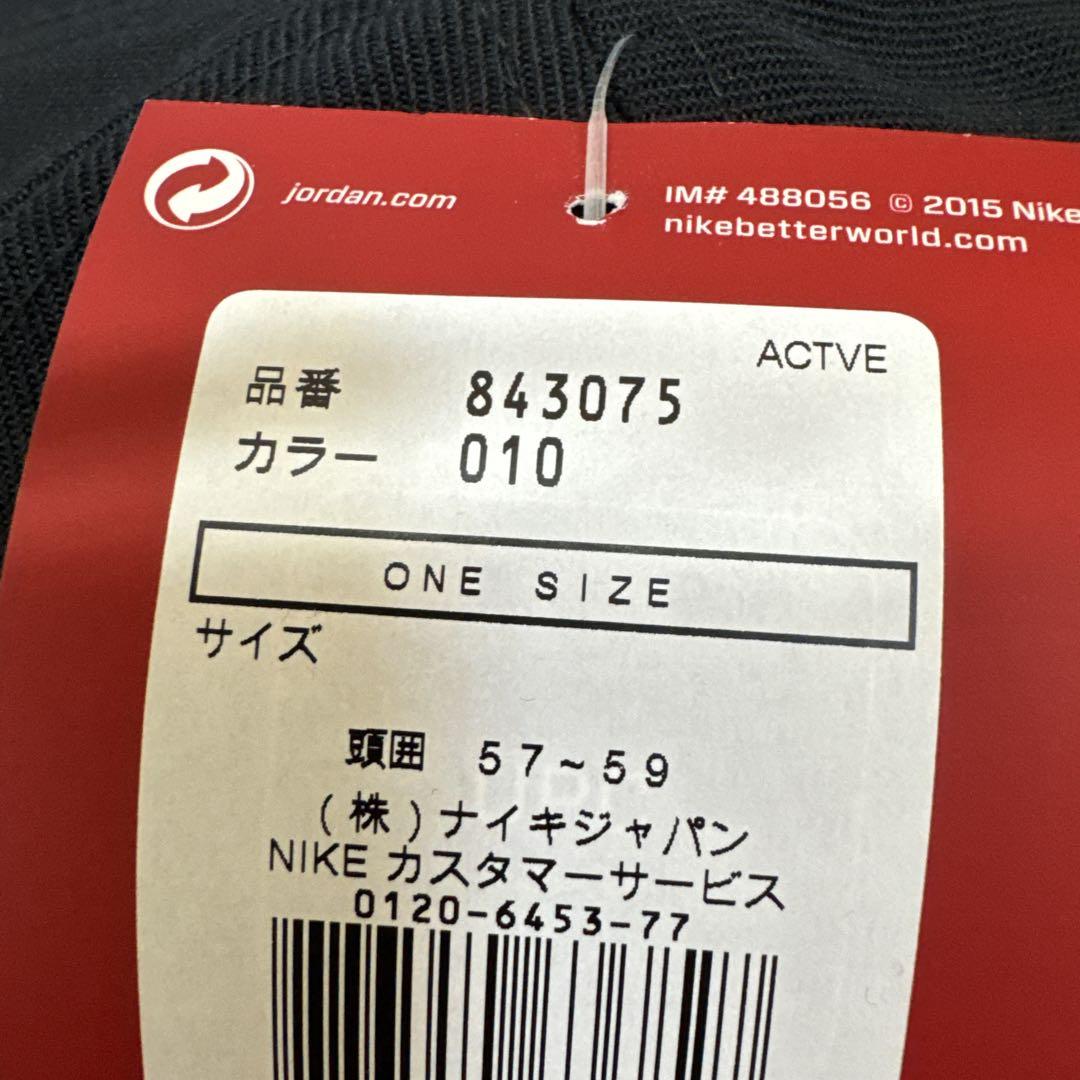 jordan.com
IM# 488056 © 2015 Nike
nikebetterworld.com
ACTVE
品番 843075
カラー 010
ONE SIZE
サイズ
頭囲 57~59
(株)ナイキジャパン
NIKE カスタマーサービス
0120-6453-77